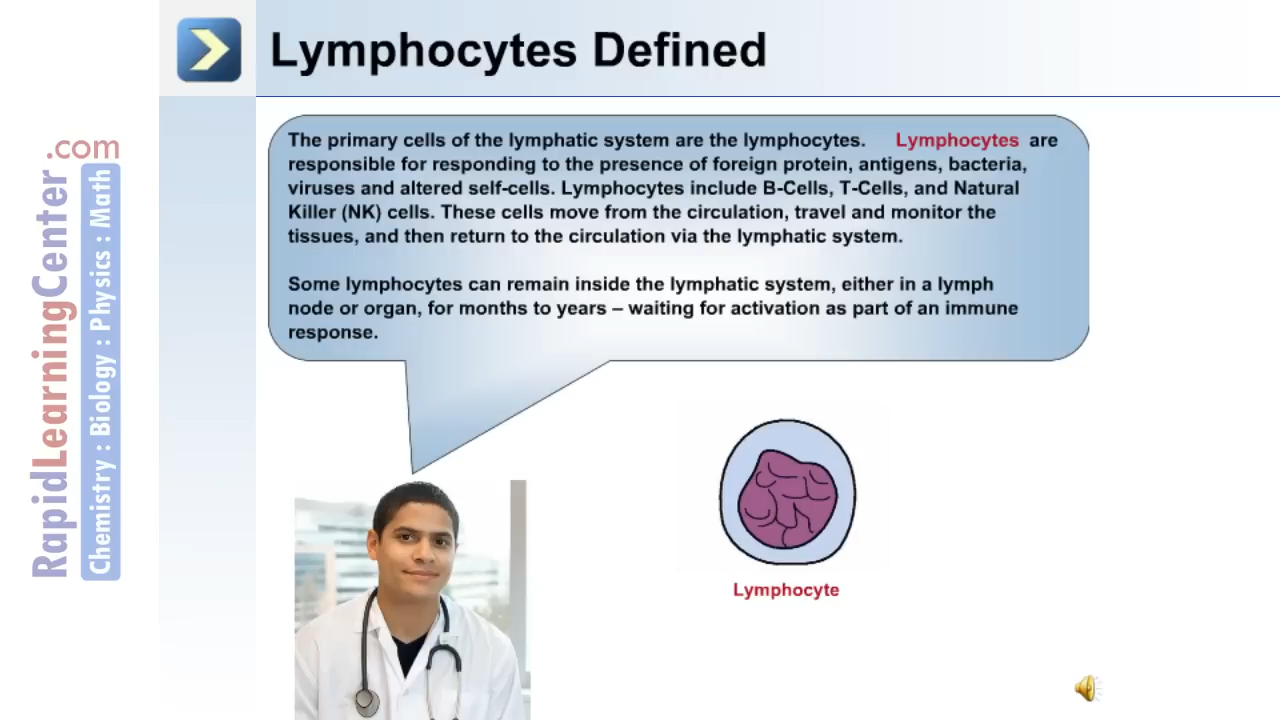 Lymphocytes Defined
The primary cells of the lymphatic system are the lymphocytes. Lymphocytes are
responsible for responding to the presence of foreign protein, antigens, bacteria,
viruses and altered self-cells. Lymphocytes include B-Cells, T-Cells, and Natural
Killer (NK) cells. These cells move from the circulation, travel and monitor the
tissues, and then return to the circulation via the lymphatic system.
Some lymphocytes can remain inside the lymphatic system, either in a lymph
node or organ, for months to years – waiting for activation as part of an immune
response.
Lymphocyte
RapidLearningCenter.com
Chemistry : Biology : Physics : Math